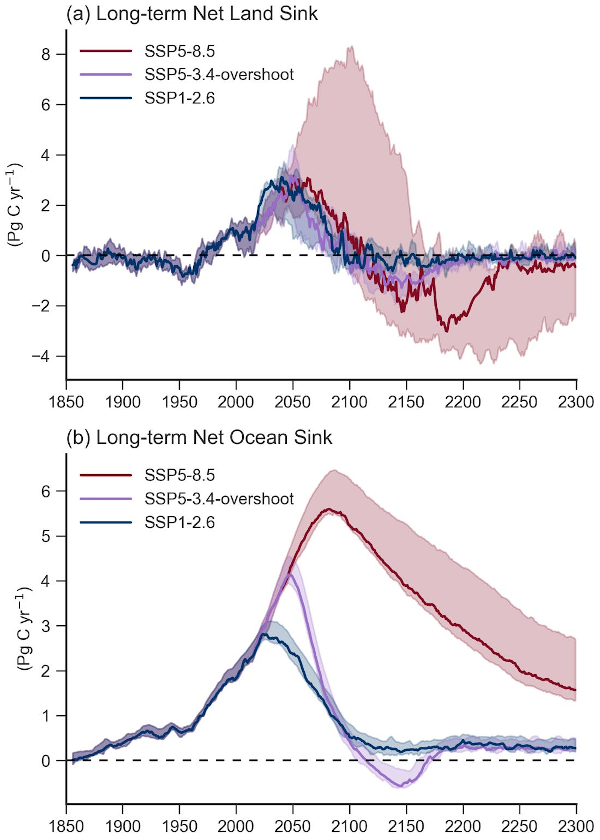 (a) Long-term Net Land Sink
SSP5-8.5
SSP5-3.4-overshoot
SSP1-2.6
(Pg C yr⁻¹)
8
6
4
2
0
−2
−4
1850 1900 1950 2000 2050 2100 2150 2200 2250 2300
(b) Long-term Net Ocean Sink
SSP5-8.5
SSP5-3.4-overshoot
SSP1-2.6
(Pg C yr⁻¹)
6
5
4
3
2
1
0
1850 1900 1950 2000 2050 2100 2150 2200 2250 2300